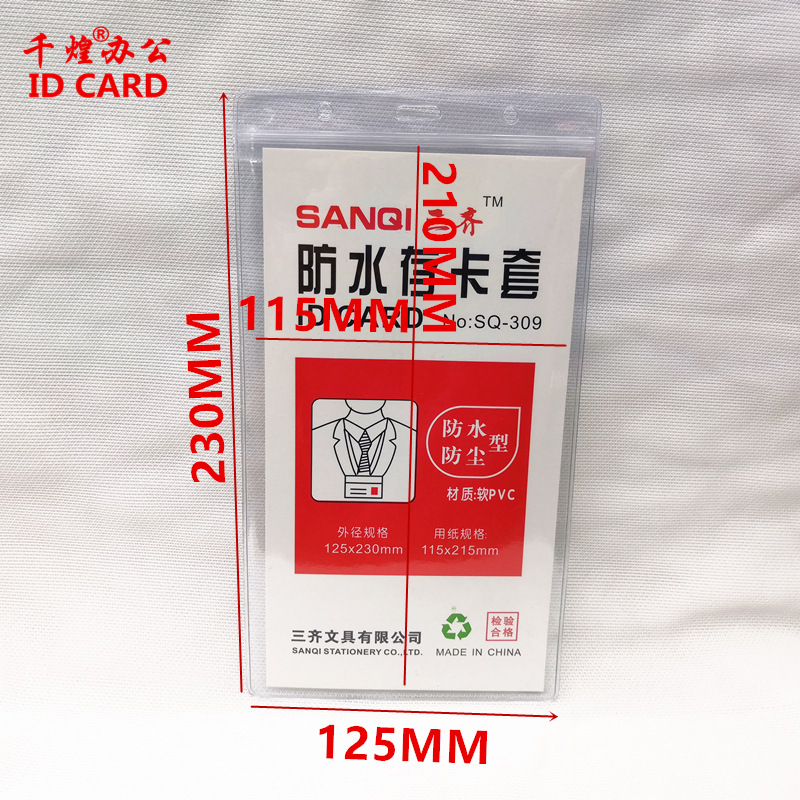 千煌®办公
ID CARD
SANQI 三齐 TM
防水存卡套
ID CARD No:SQ-309
210MM
115MM
230MM
防水
防尘
型
材质:软PVC
外径规格
125x230mm
用纸规格:
115x215mm
三齐文具有限公司
SANQI STATIONERY CO.,LTD.
MADE IN CHINA
检验
合格
125MM